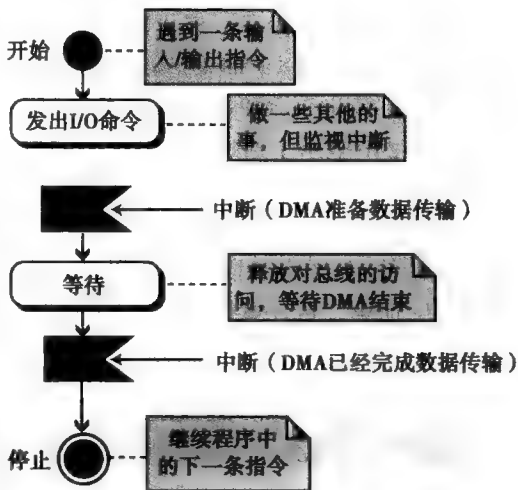 开始
遇到一条输
入/输出指令
发出I/O命令
做一些其他的
事，但监视中断
中断（DMA准备数据传输）
等待
释放对总线的访
问，等待DMA结束
中断（DMA已经完成数据传输）
停止
继续程序中
的下一条指令